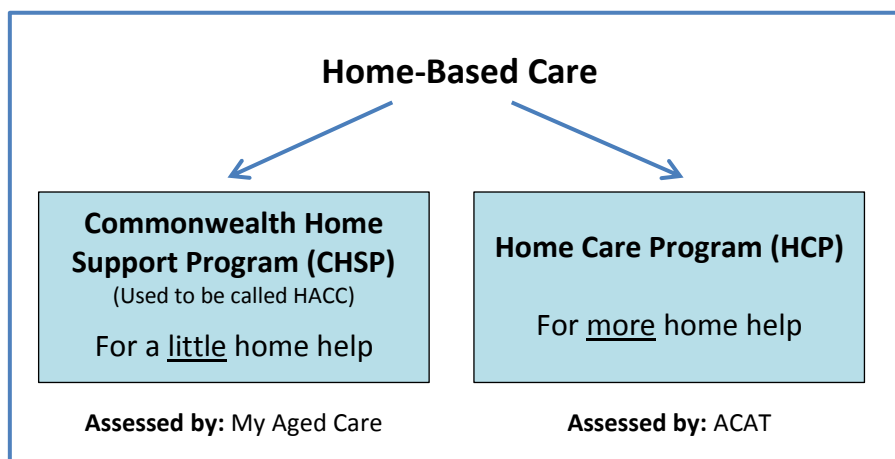 Home-Based Care
Commonwealth Home
Support Program (CHSP)
(Used to be called HACC)
For a little home help
Assessed by: My Aged Care
Home Care Program (HCP)
For more home help
Assessed by: ACAT